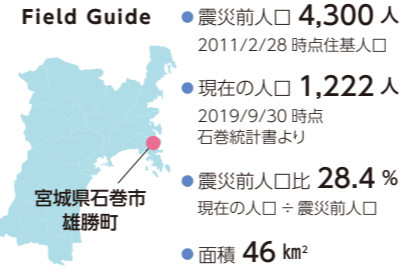 Field Guide
● 震災前人口 4,300 人
2011/2/28 時点住基人口
● 現在の人口 1,222 人
2019/9/30 時点
石巻統計書より
● 震災前人口比 28.4 %
現在の人口 ÷ 震災前人口
● 面積 46 km²
宮城県石巻市
雄勝町